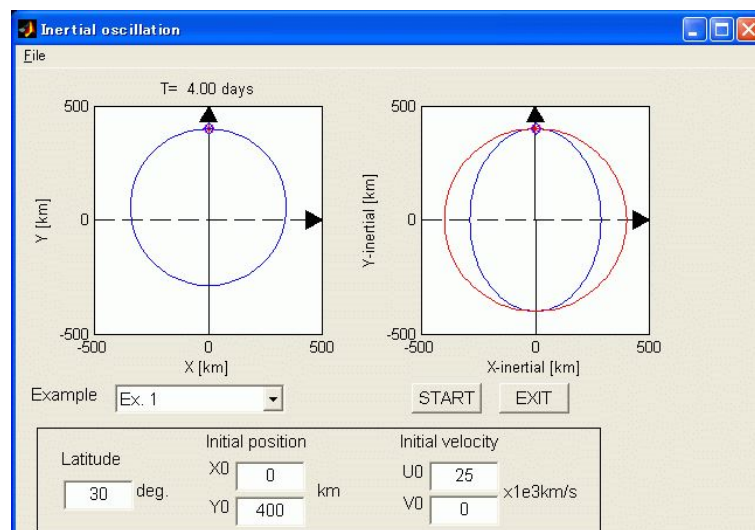 Inertial oscillation
File
T= 4.00 days
500
0
-500
Y [km]
-500 0 500
X [km]
500
0
-500
Y-inertial [km]
-500 0 500
X-inertial [km]
Example Ex. 1 START EXIT
Latitude
30 deg.
Initial position
X0 0
Y0 400
km
Initial velocity
U0 25
V0 0
x1e3km/s